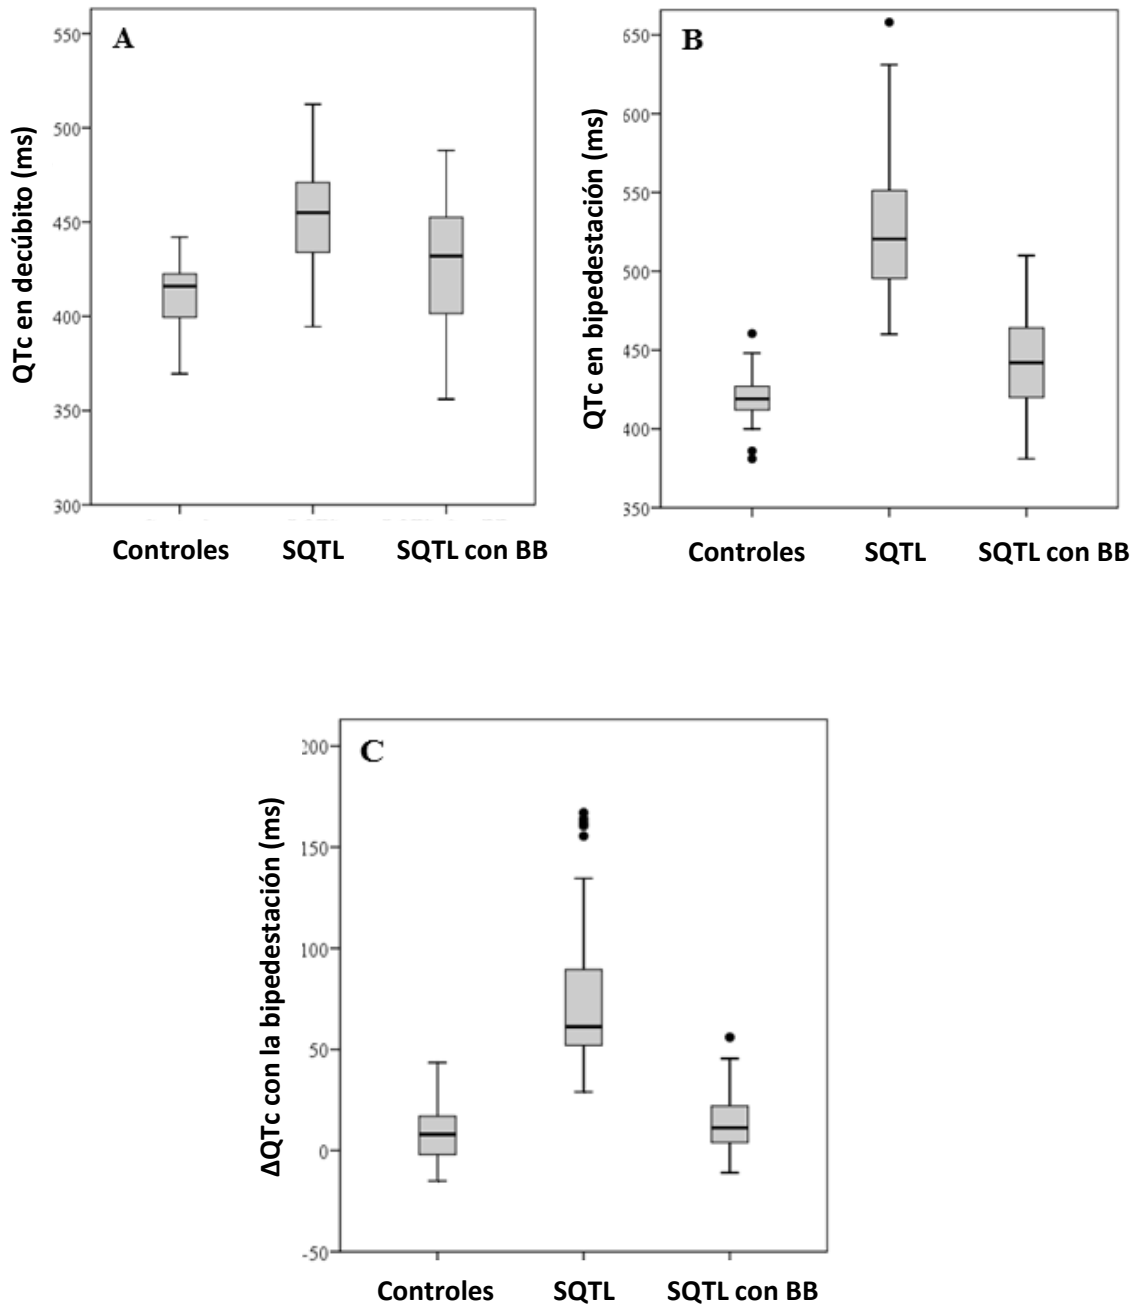 A
QTc en decúbito (ms)
550
500
450
400
350
300
Controles SQTL SQTL con BB
B
QTc en bipedestación (ms)
650
600
550
500
450
400
350
Controles SQTL SQTL con BB
C
ΔQTc con la bipedestación (ms)
200
150
100
50
0
-50
Controles SQTL SQTL con BB